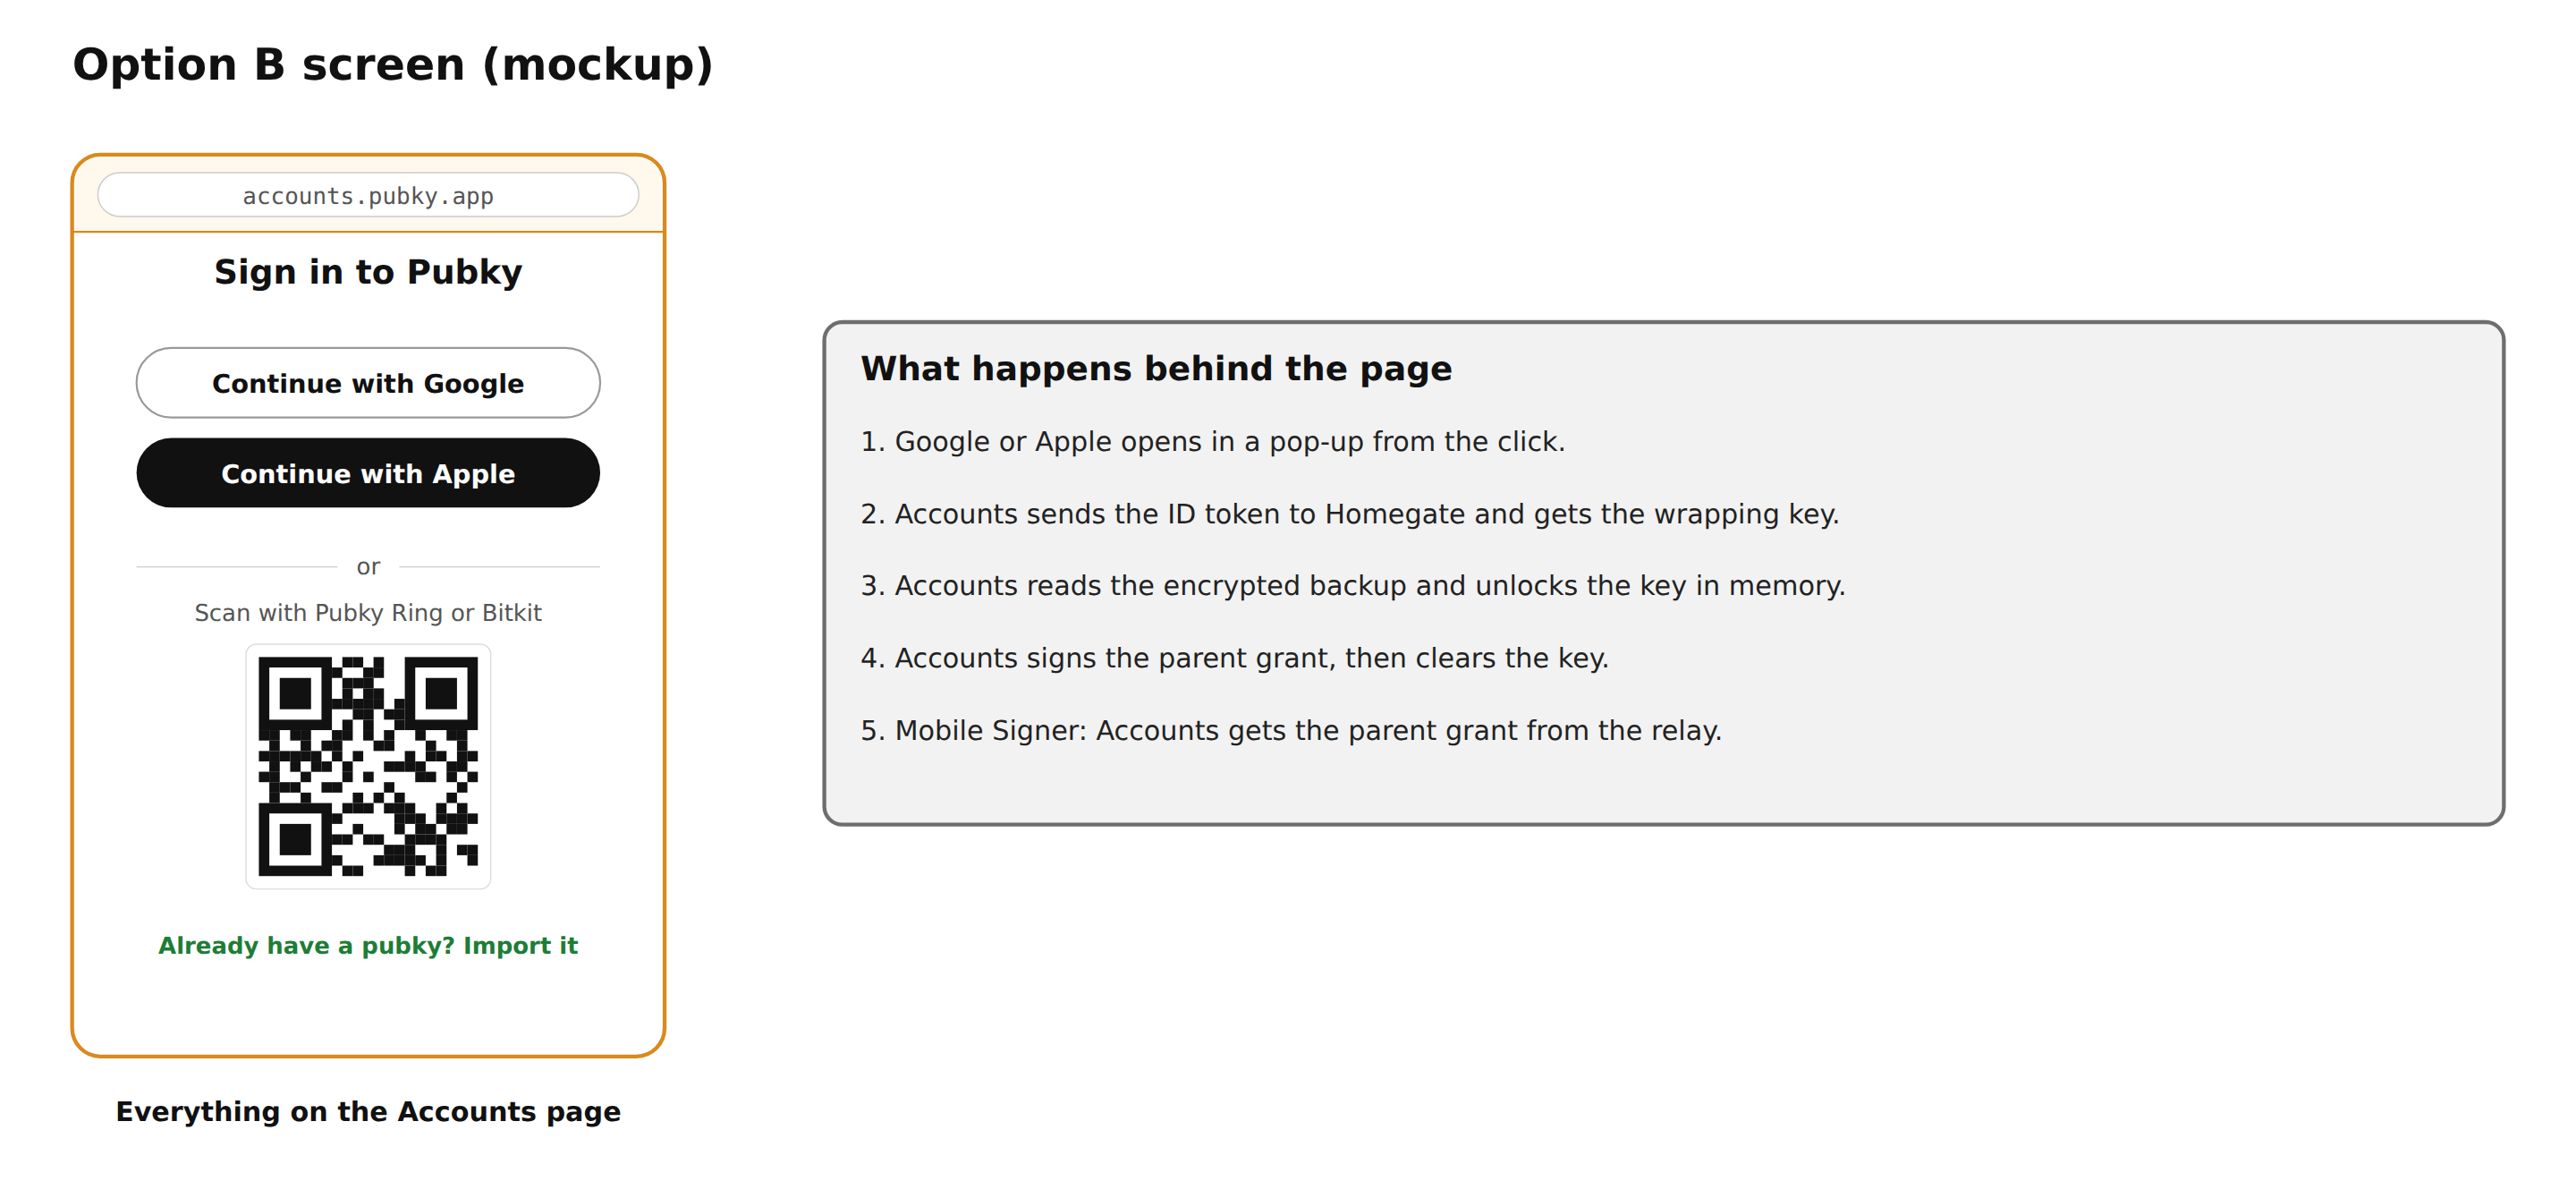 Option B screen (mockup)
accounts.pubky.app
Sign in to Pubky
Continue with Google
Continue with Apple
or
Scan with Pubky Ring or Bitkit
Already have a pubky? Import it
Everything on the Accounts page
What happens behind the page
1. Google or Apple opens in a pop-up from the click.
2. Accounts sends the ID token to Homegate and gets the wrapping key.
3. Accounts reads the encrypted backup and unlocks the key in memory.
4. Accounts signs the parent grant, then clears the key.
5. Mobile Signer: Accounts gets the parent grant from the relay.